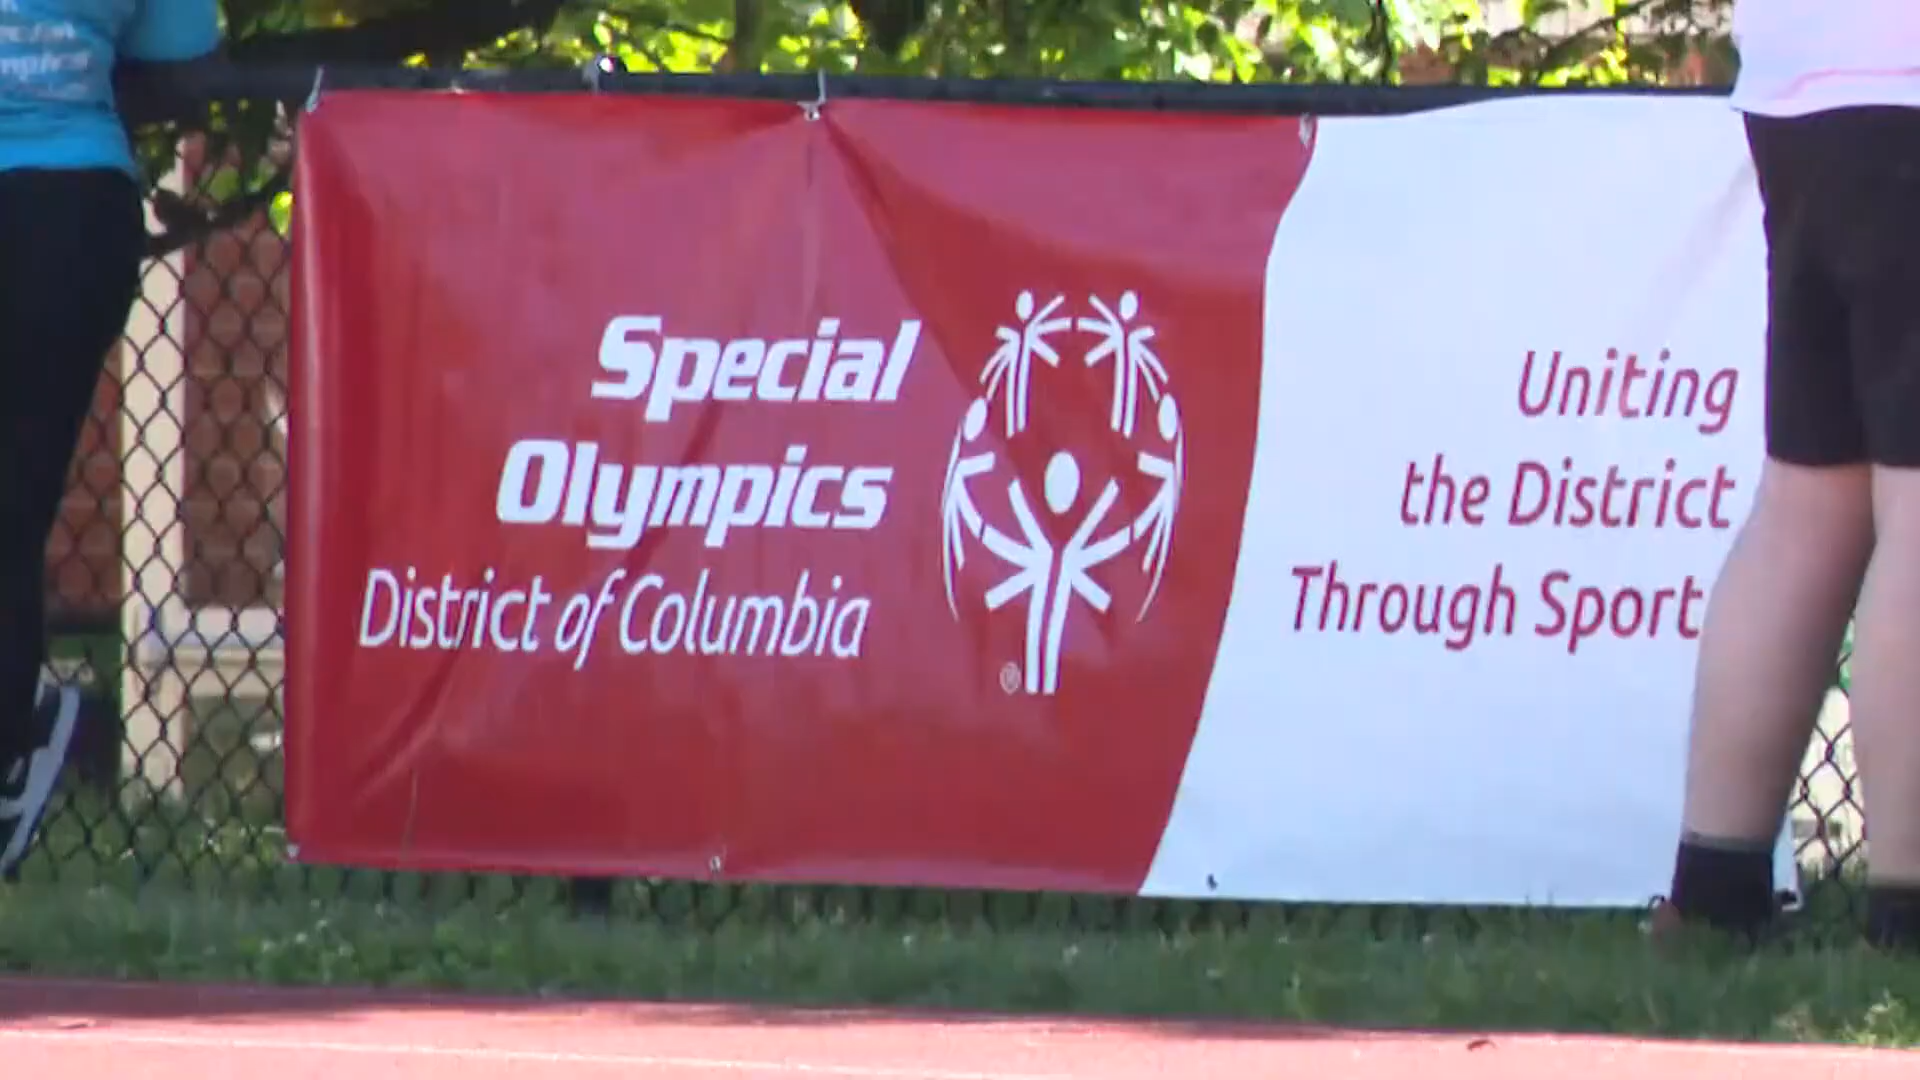 Special
Olympics
District of Columbia
®
Uniting
the District
Through Sport